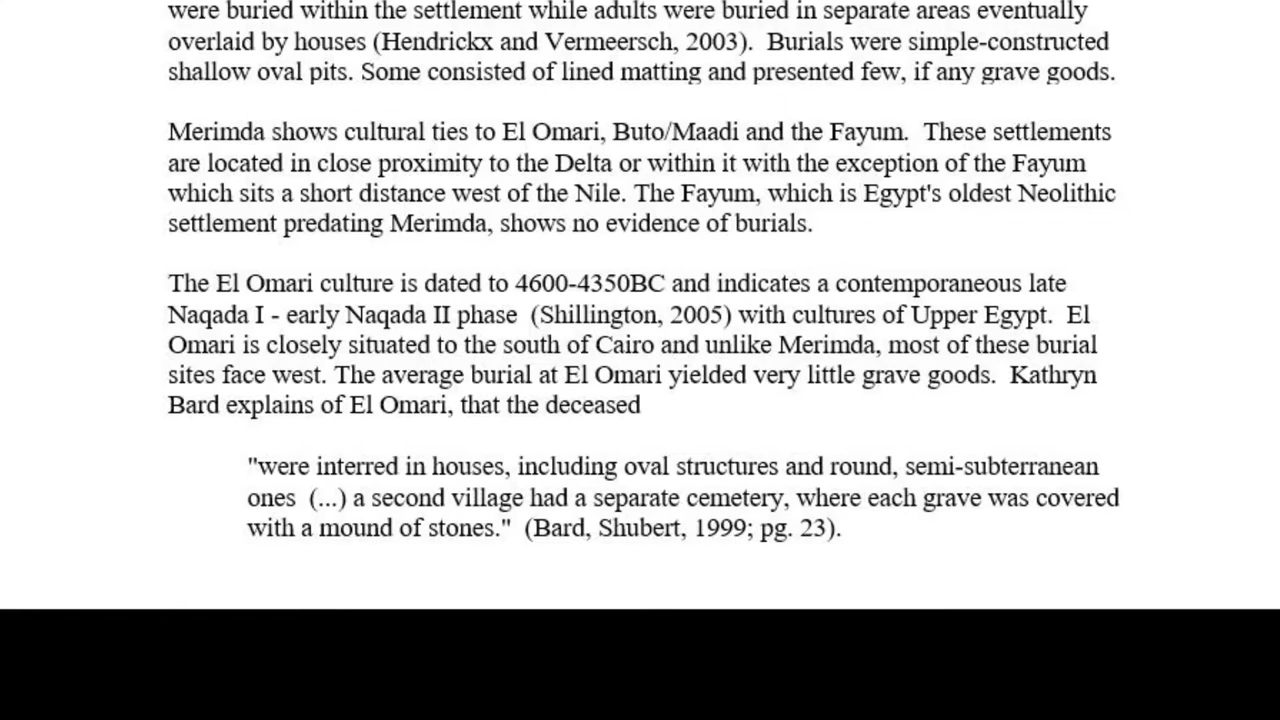 were buried within the settlement while adults were buried in separate areas eventually
overlaid by houses (Hendrickx and Vermeersch, 2003).  Burials were simple-constructed
shallow oval pits. Some consisted of lined matting and presented few, if any grave goods.
Merimda shows cultural ties to El Omari, Buto/Maadi and the Fayum.  These settlements
are located in close proximity to the Delta or within it with the exception of the Fayum
which sits a short distance west of the Nile. The Fayum, which is Egypt's oldest Neolithic
settlement predating Merimda, shows no evidence of burials.
The El Omari culture is dated to 4600-4350BC and indicates a contemporaneous late
Naqada I - early Naqada II phase  (Shillington, 2005) with cultures of Upper Egypt.  El
Omari is closely situated to the south of Cairo and unlike Merimda, most of these burial
sites face west. The average burial at El Omari yielded very little grave goods.  Kathryn
Bard explains of El Omari, that the deceased
"were interred in houses, including oval structures and round, semi-subterranean
ones  (...) a second village had a separate cemetery, where each grave was covered
with a mound of stones."  (Bard, Shubert, 1999; pg. 23).